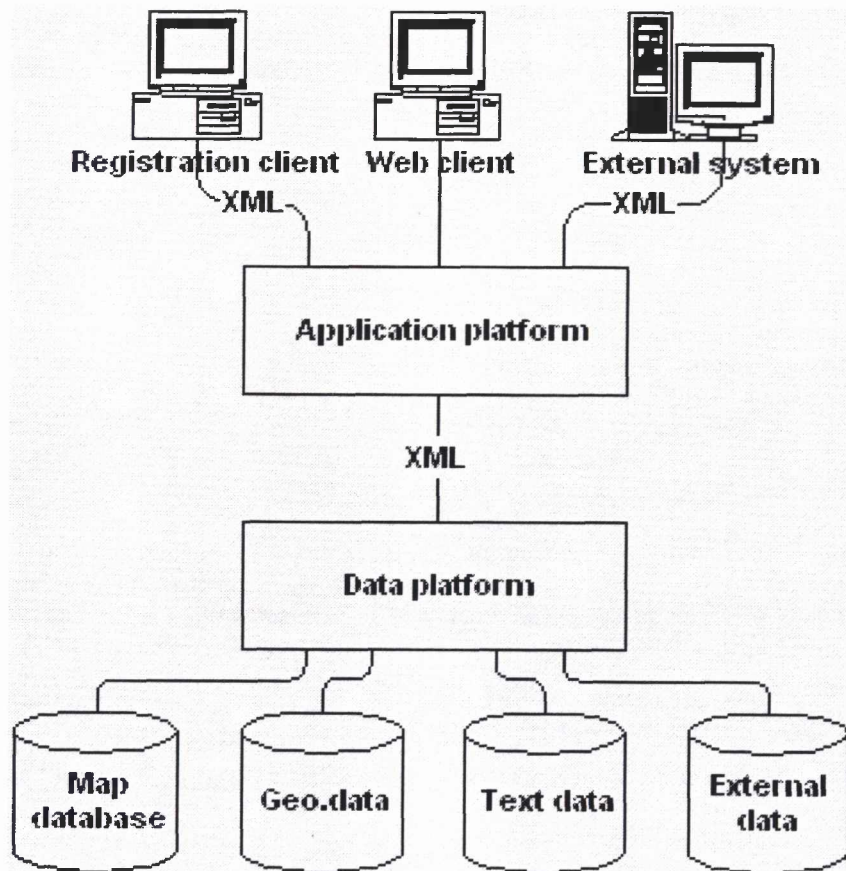 Registration client
Web client
External system
XML
XML
Application platform
XML
Data platform
Map
database
Geo.data
Text data
External
data